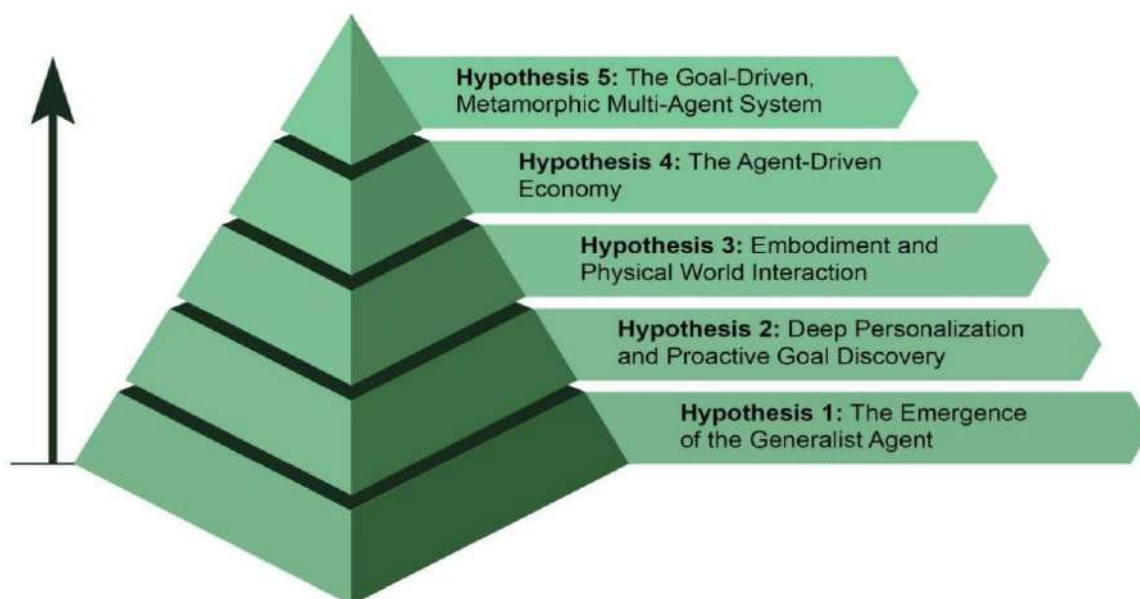 Hypothesis 5: The Goal-Driven,
Metamorphic Multi-Agent System
Hypothesis 4: The Agent-Driven
Economy
Hypothesis 3: Embodiment and
Physical World Interaction
Hypothesis 2: Deep Personalization
and Proactive Goal Discovery
Hypothesis 1: The Emergence
of the Generalist Agent